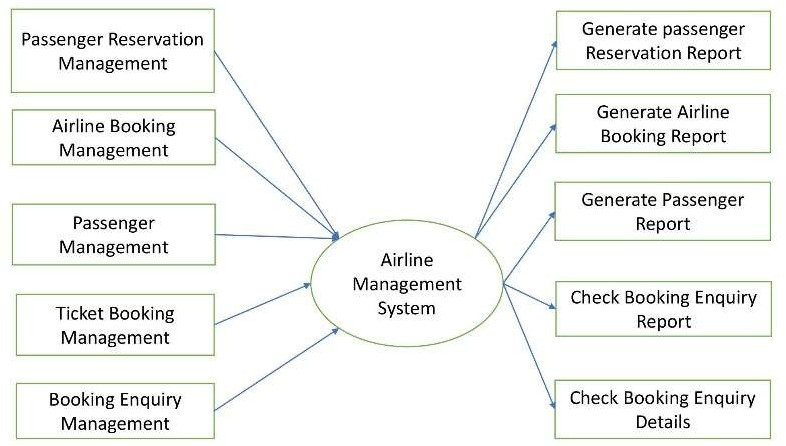 Passenger Reservation
Management
Airline Booking
Management
Passenger
Management
Ticket Booking
Management
Booking Enquiry
Management
Airline
Management
System
Generate passenger
Reservation Report
Generate Airline
Booking Report
Generate Passenger
Report
Check Booking Enquiry
Report
Check Booking Enquiry
Details